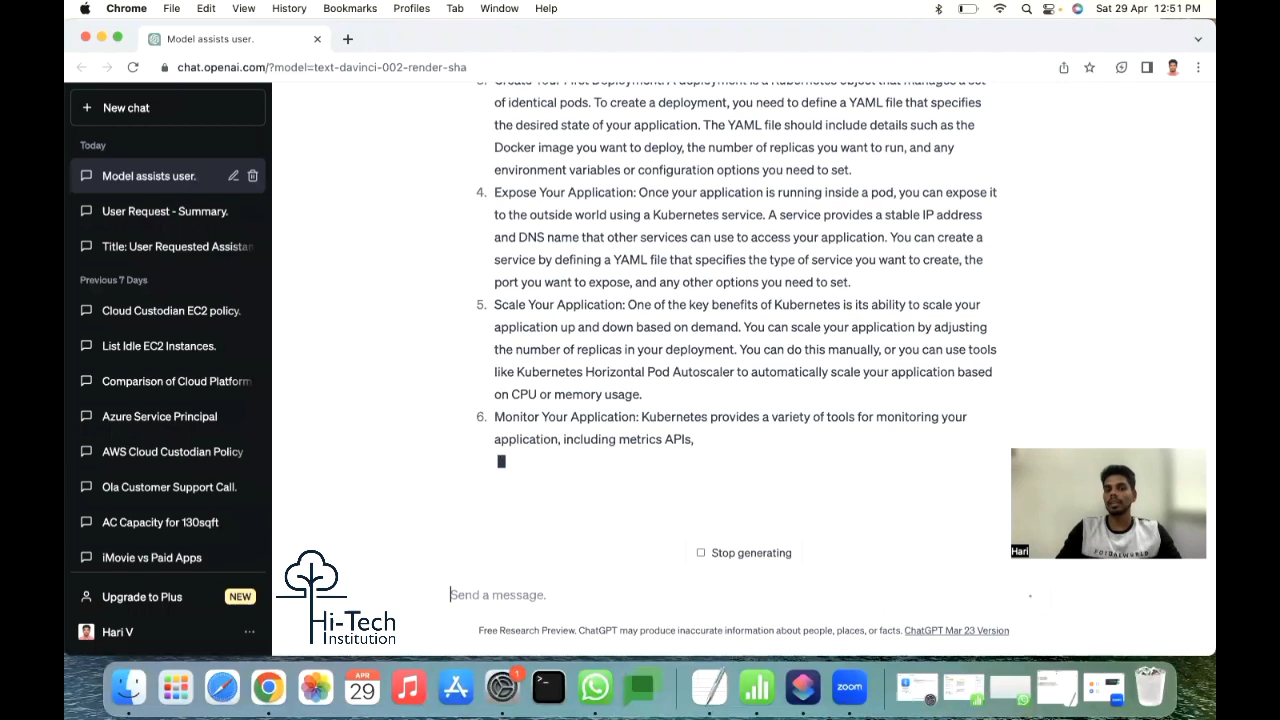 Chrome File Edit View History Bookmarks Profiles Tab Window Help Sat 29 Apr 12:51 PM
Model assists user.
chat.openai.com/?model=text-davinci-002-render-sha
New chat
Today
Model assists user.
User Request - Summary.
Title: User Requested Assistan
Previous 7 Days
Cloud Custodian EC2 policy.
List Idle EC2 Instances.
Comparison of Cloud Platform
Azure Service Principal
AWS Cloud Custodian Policy
Ola Customer Support Call.
AC Capacity for 130sqft
iMovie vs Paid Apps
Upgrade to Plus NEW
Hari V
3. Create Your First Deployment: A deployment is a Kubernetes object that manages a set
of identical pods. To create a deployment, you need to define a YAML file that specifies
the desired state of your application. The YAML file should include details such as the
Docker image you want to deploy, the number of replicas you want to run, and any
environment variables or configuration options you need to set.
4. Expose Your Application: Once your application is running inside a pod, you can expose it
to the outside world using a Kubernetes service. A service provides a stable IP address
and DNS name that other services can use to access your application. You can create a
service by defining a YAML file that specifies the type of service you want to create, the
port you want to expose, and any other options you need to set.
5. Scale Your Application: One of the key benefits of Kubernetes is its ability to scale your
application up and down based on demand. You can scale your application by adjusting
the number of replicas in your deployment. You can do this manually, or you can use tools
like Kubernetes Horizontal Pod Autoscaler to automatically scale your application based
on CPU or memory usage.
6. Monitor Your Application: Kubernetes provides a variety of tools for monitoring your
application, including metrics APIs,
Stop generating
Send a message.
Free Research Preview. ChatGPT may produce inaccurate information about people, places, or facts. ChatGPT Mar 23 Version
Hari
Hi-Tech
Institution
APR
29
1
zoom